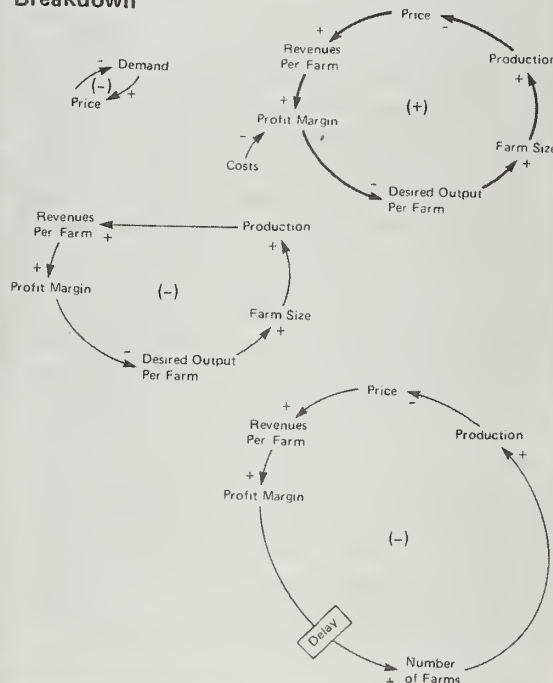 Breakdown
- Demand
(-)
Price +
Price
-
+
Revenues
Per Farm
Production
+
+
Profit Margin
(+)
-
Costs
Farm Size
+
- Desired Output
Per Farm
Revenues
Per Farm +
Production
+
+
Profit Margin
(-)
Farm Size
+
- Desired Output
Per Farm
Price
-
+
Revenues
Per Farm
Production
+
+
Profit Margin
(-)
Delay
Number
+ of Farms